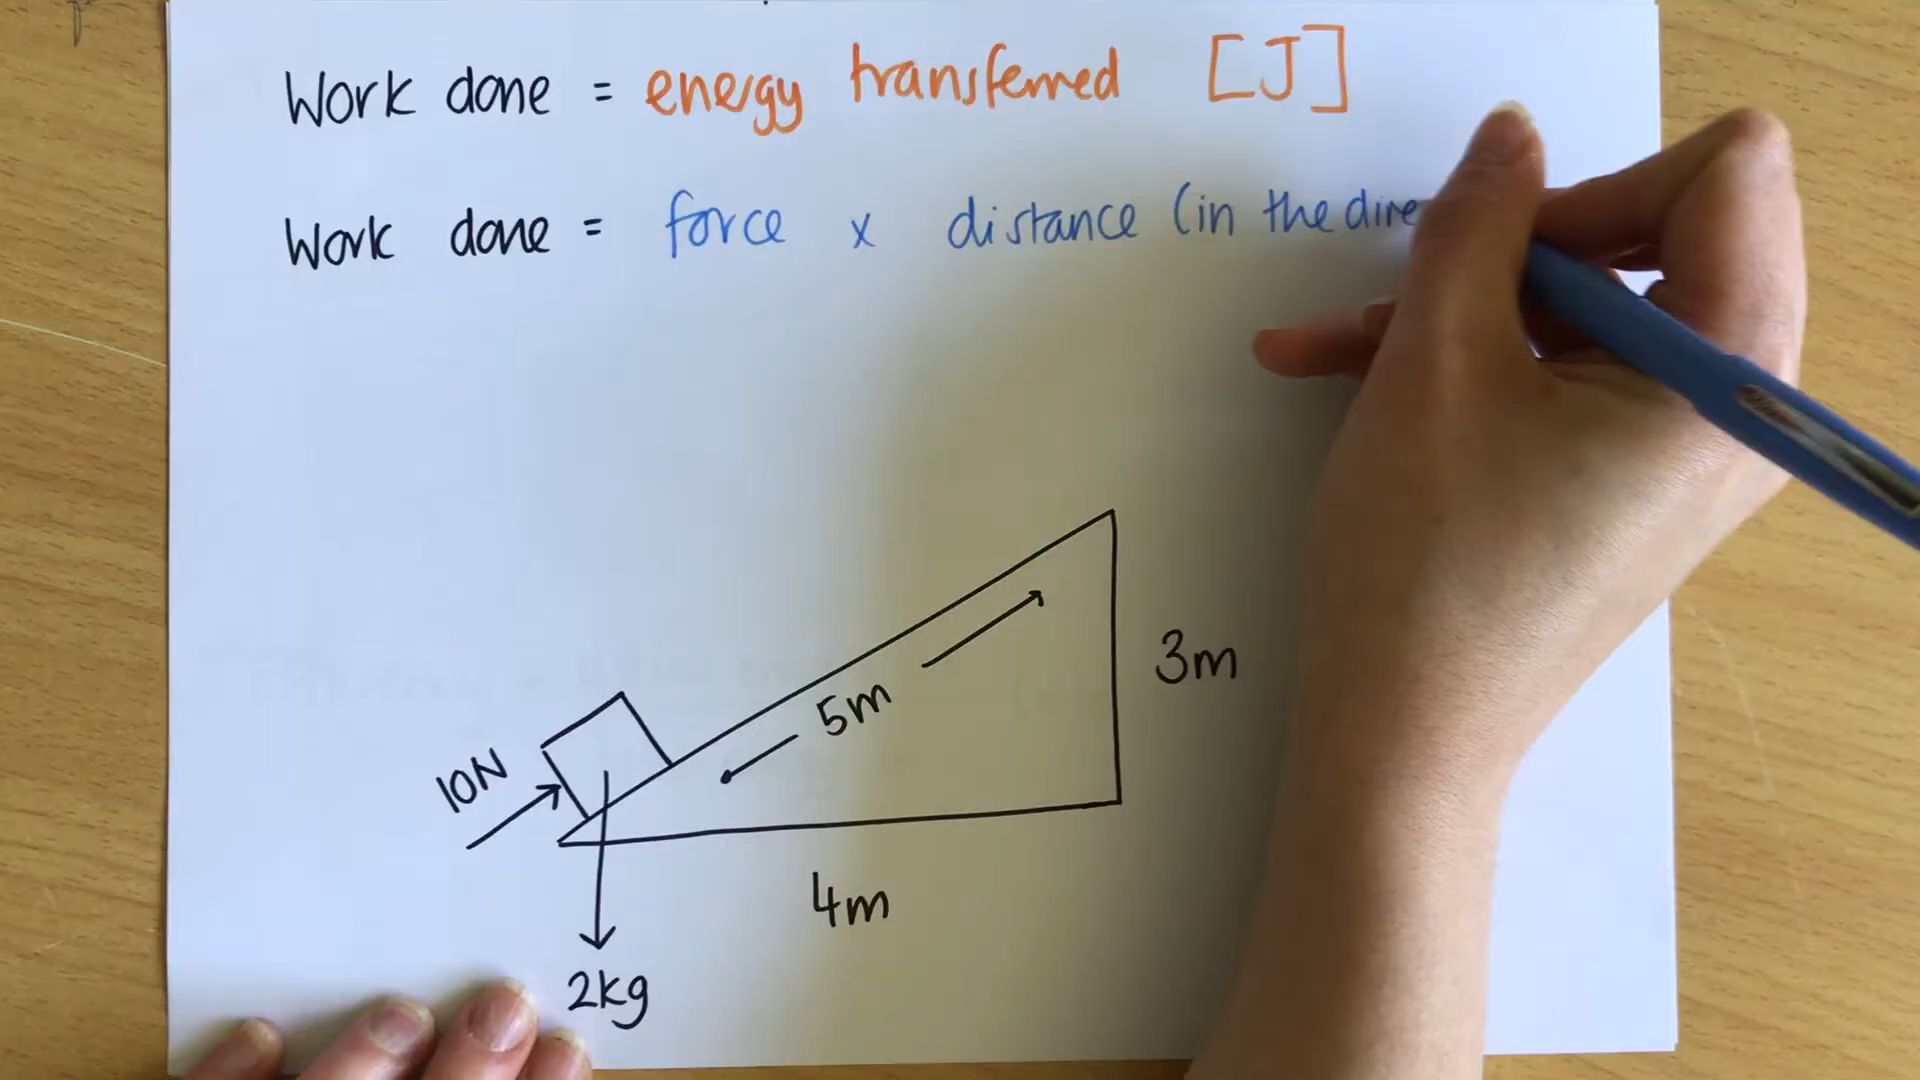 Work done = energy transferred [J]
Work done = force x distance (in the dire
3m
5m
10N
4m
2kg